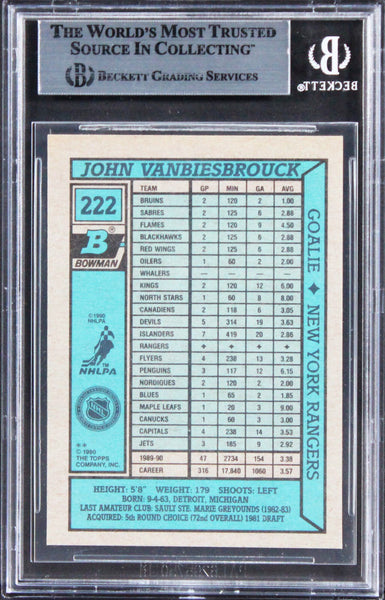 THE WORLD'S MOST TRUSTED
SOURCE IN COLLECTING™
BECKETT GRADING SERVICES
BECKETT
JOHN VANBIESBROUCK
222
B
BOWMAN®
©1990
NHLPA
™
NHLPA
NHL
**
© 1990
THE TOPPS
COMPANY, INC.
TEAM GP MIN GA AVG
BRUINS 2 120 2 1.00
SABRES 2 125 6 2.88
FLAMES 2 120 9 4.50
BLACKHAWKS 2 125 6 2.88
RED WINGS 2 125 6 2.88
OILERS 1 60 2 2.00
WHALERS — — — —
KINGS 2 120 12 6.00
NORTH STARS 1 60 8 8.00
CANADIENS 2 118 6 3.05
DEVILS 5 314 19 3.63
ISLANDERS 7 419 20 2.86
RANGERS + + + +
FLYERS 4 238 13 3.28
PENGUINS 3 117 12 6.15
NORDIQUES 2 120 2 1.00
BLUES 1 65 2 1.85
MAPLE LEAFS 1 20 3 9.00
CANUCKS 1 60 2 2.00
CAPITALS 4 238 14 3.53
JETS 3 185 9 2.92
1989-90 47 2734 154 3.38
CAREER 316 17,840 1060 3.57
GOALIE ✦ NEW YORK RANGERS
HEIGHT: 5'8" WEIGHT: 179 SHOOTS: LEFT
BORN: 9-4-63, DETROIT, MICHIGAN
LAST AMATEUR CLUB: SAULT STE. MARIE GREYOUNDS (1982-83)
ACQUIRED: 5th ROUND CHOICE (72nd OVERALL) 1981 DRAFT